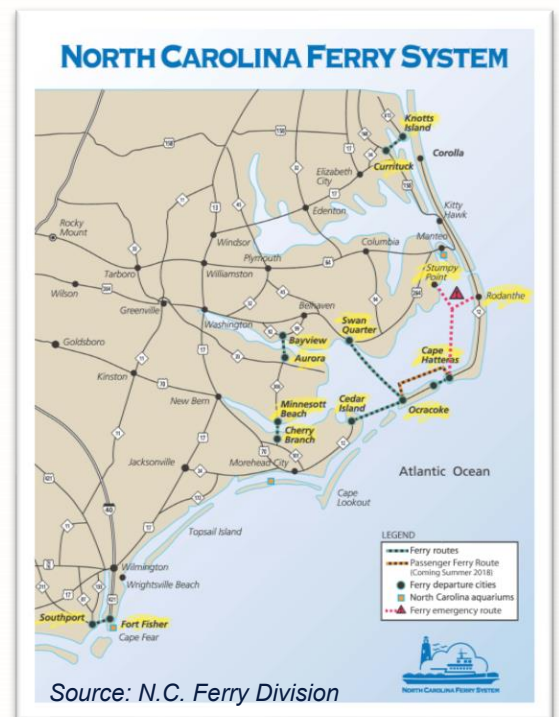 NORTH CAROLINA FERRY SYSTEM
Knotts
Island
Currituck
Corolla
Elizabeth
City
Edenton
Kitty
Hawk
Rocky
Mount
Windsor
Plymouth
Columbia
Manteo
Tarboro
Williamston
Stumpy
Point
Wilson
Rodanthe
Greenville
Washington
Belhaven
Swan
Quarter
Bayview
Goldsboro
Aurora
Cape
Hatteras
Kinston
New Bern
Minnesott
Beach
Cedar
Island
Ocracoke
Cherry
Branch
Jacksonville
Morehead City
Atlantic Ocean
Cape
Lookout
Topsail Island
Wilmington
Wrightsville Beach
Southport
Fort Fisher
Cape Fear
LEGEND
Ferry routes
Passenger Ferry Route
(Coming Summer 2018)
Ferry departure cities
North Carolina aquariums
Ferry emergency route
NORTH CAROLINA FERRY SYSTEM
Source: N.C. Ferry Division